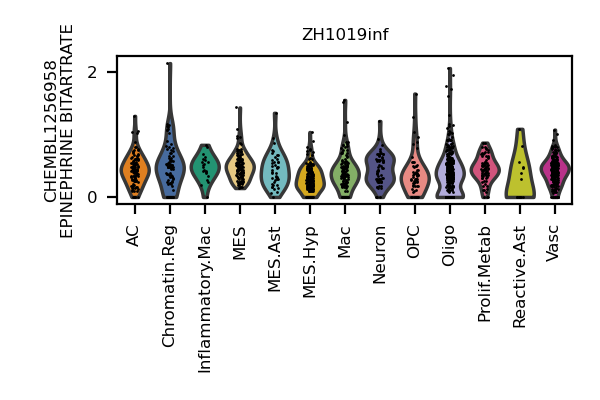 ZH1019inf
CHEMBL1256958
EPINEPHRINE BITARTRATE
2
0
AC
Chromatin.Reg
Inflammatory.Mac
MES
MES.Ast
MES.Hyp
Mac
Neuron
OPC
Oligo
Prolif.Metab
Reactive.Ast
Vasc